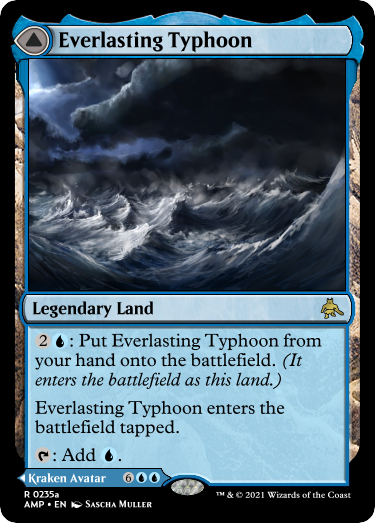 Everlasting Typhoon
Legendary Land
2 : Put Everlasting Typhoon from
your hand onto the battlefield. (It
enters the battlefield as this land.)
Everlasting Typhoon enters the
battlefield tapped.
: Add .
Kraken Avatar 6
R 0235a
AMP • EN Sascha Muller
™ & © 2021 Wizards of the Coast